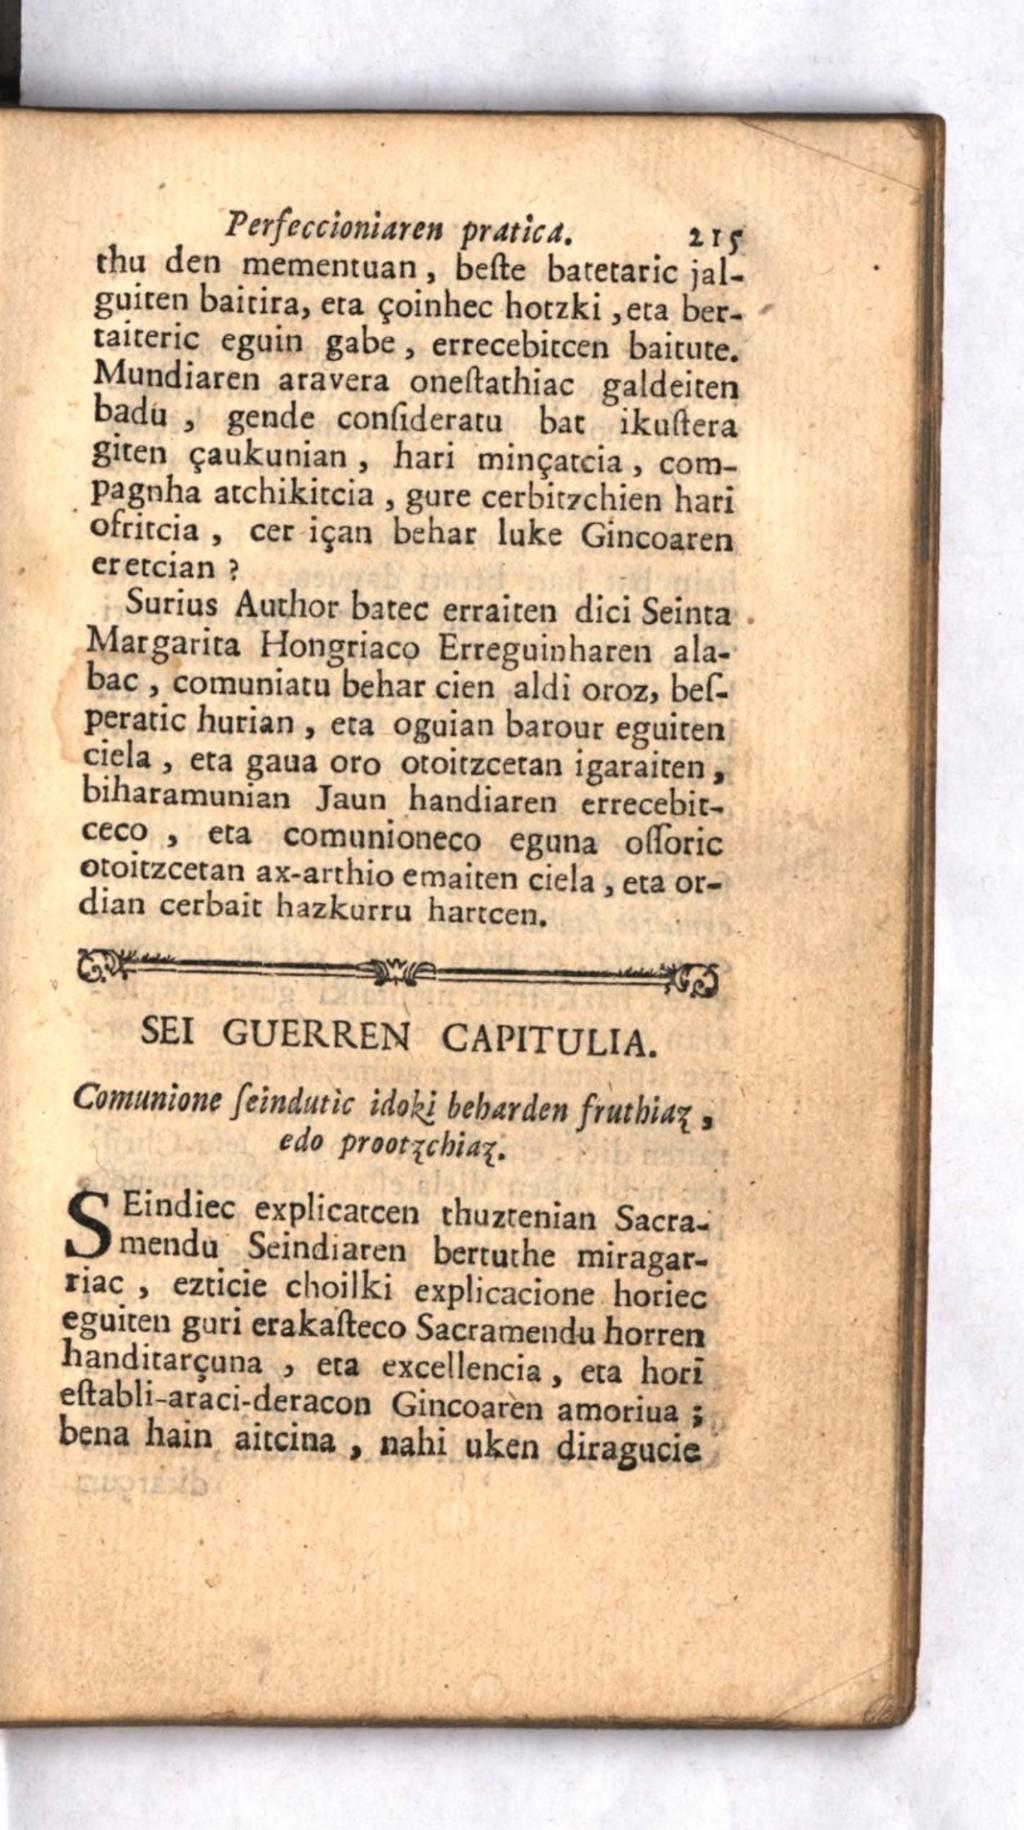 Perfeccioniaren pratica. 215
thu den mementuan, beſte batetaric jal-
guiten baitira, eta çoinhec hotzki, eta ber-
taiteric eguin gabe, errecebitcen baitute.
Mundiaren aravera oneſtathiac galdeiten
badu, gende conſideratu bat ikuſtera
giten çaukunian, hari minçatcia, com-
pagnha atchikitcia, gure cerbitzchien hari
ofritcia, cer içan behar luke Gincoaren
eretcian?
Surius Author batec erraiten dici Seinta
Margarita Hongriaco Erreguinharen ala-
bac, comuniatu behar cien aldi oroz, beſ-
peratic hurian, eta oguian barour eguiten
ciela, eta gaua oro otoitzcetan igaraiten,
biharamunian Jaun handiaren errecebit-
ceco, eta comunioneco eguna oſſoric
otoitzcetan ax-arthio emaiten ciela, eta or-
dian cerbait hazkurru hartcen.
SEI GUERREN CAPITULIA.
Comunione ſeindutic idoki beharden fruthiaz,
edo prootzchiaz.
SEindiec explicatcen thuztenian Sacra-
mendu Seindiaren bertuthe miragar-
riac, ezticie choilki explicacione horiec
eguiten guri erakaſteco Sacramendu horren
handitarçuna, eta excellencia, eta hori
eſtabli-araci-deracon Gincoarèn amoriua;
bena hain aitcina, nahi uken diragucie